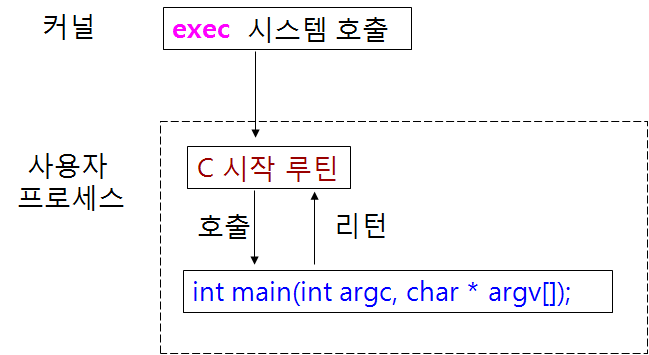 커널
exec 시스템 호출
사용자
프로세스
C 시작 루틴
호출
리턴
int main(int argc, char * argv[]);